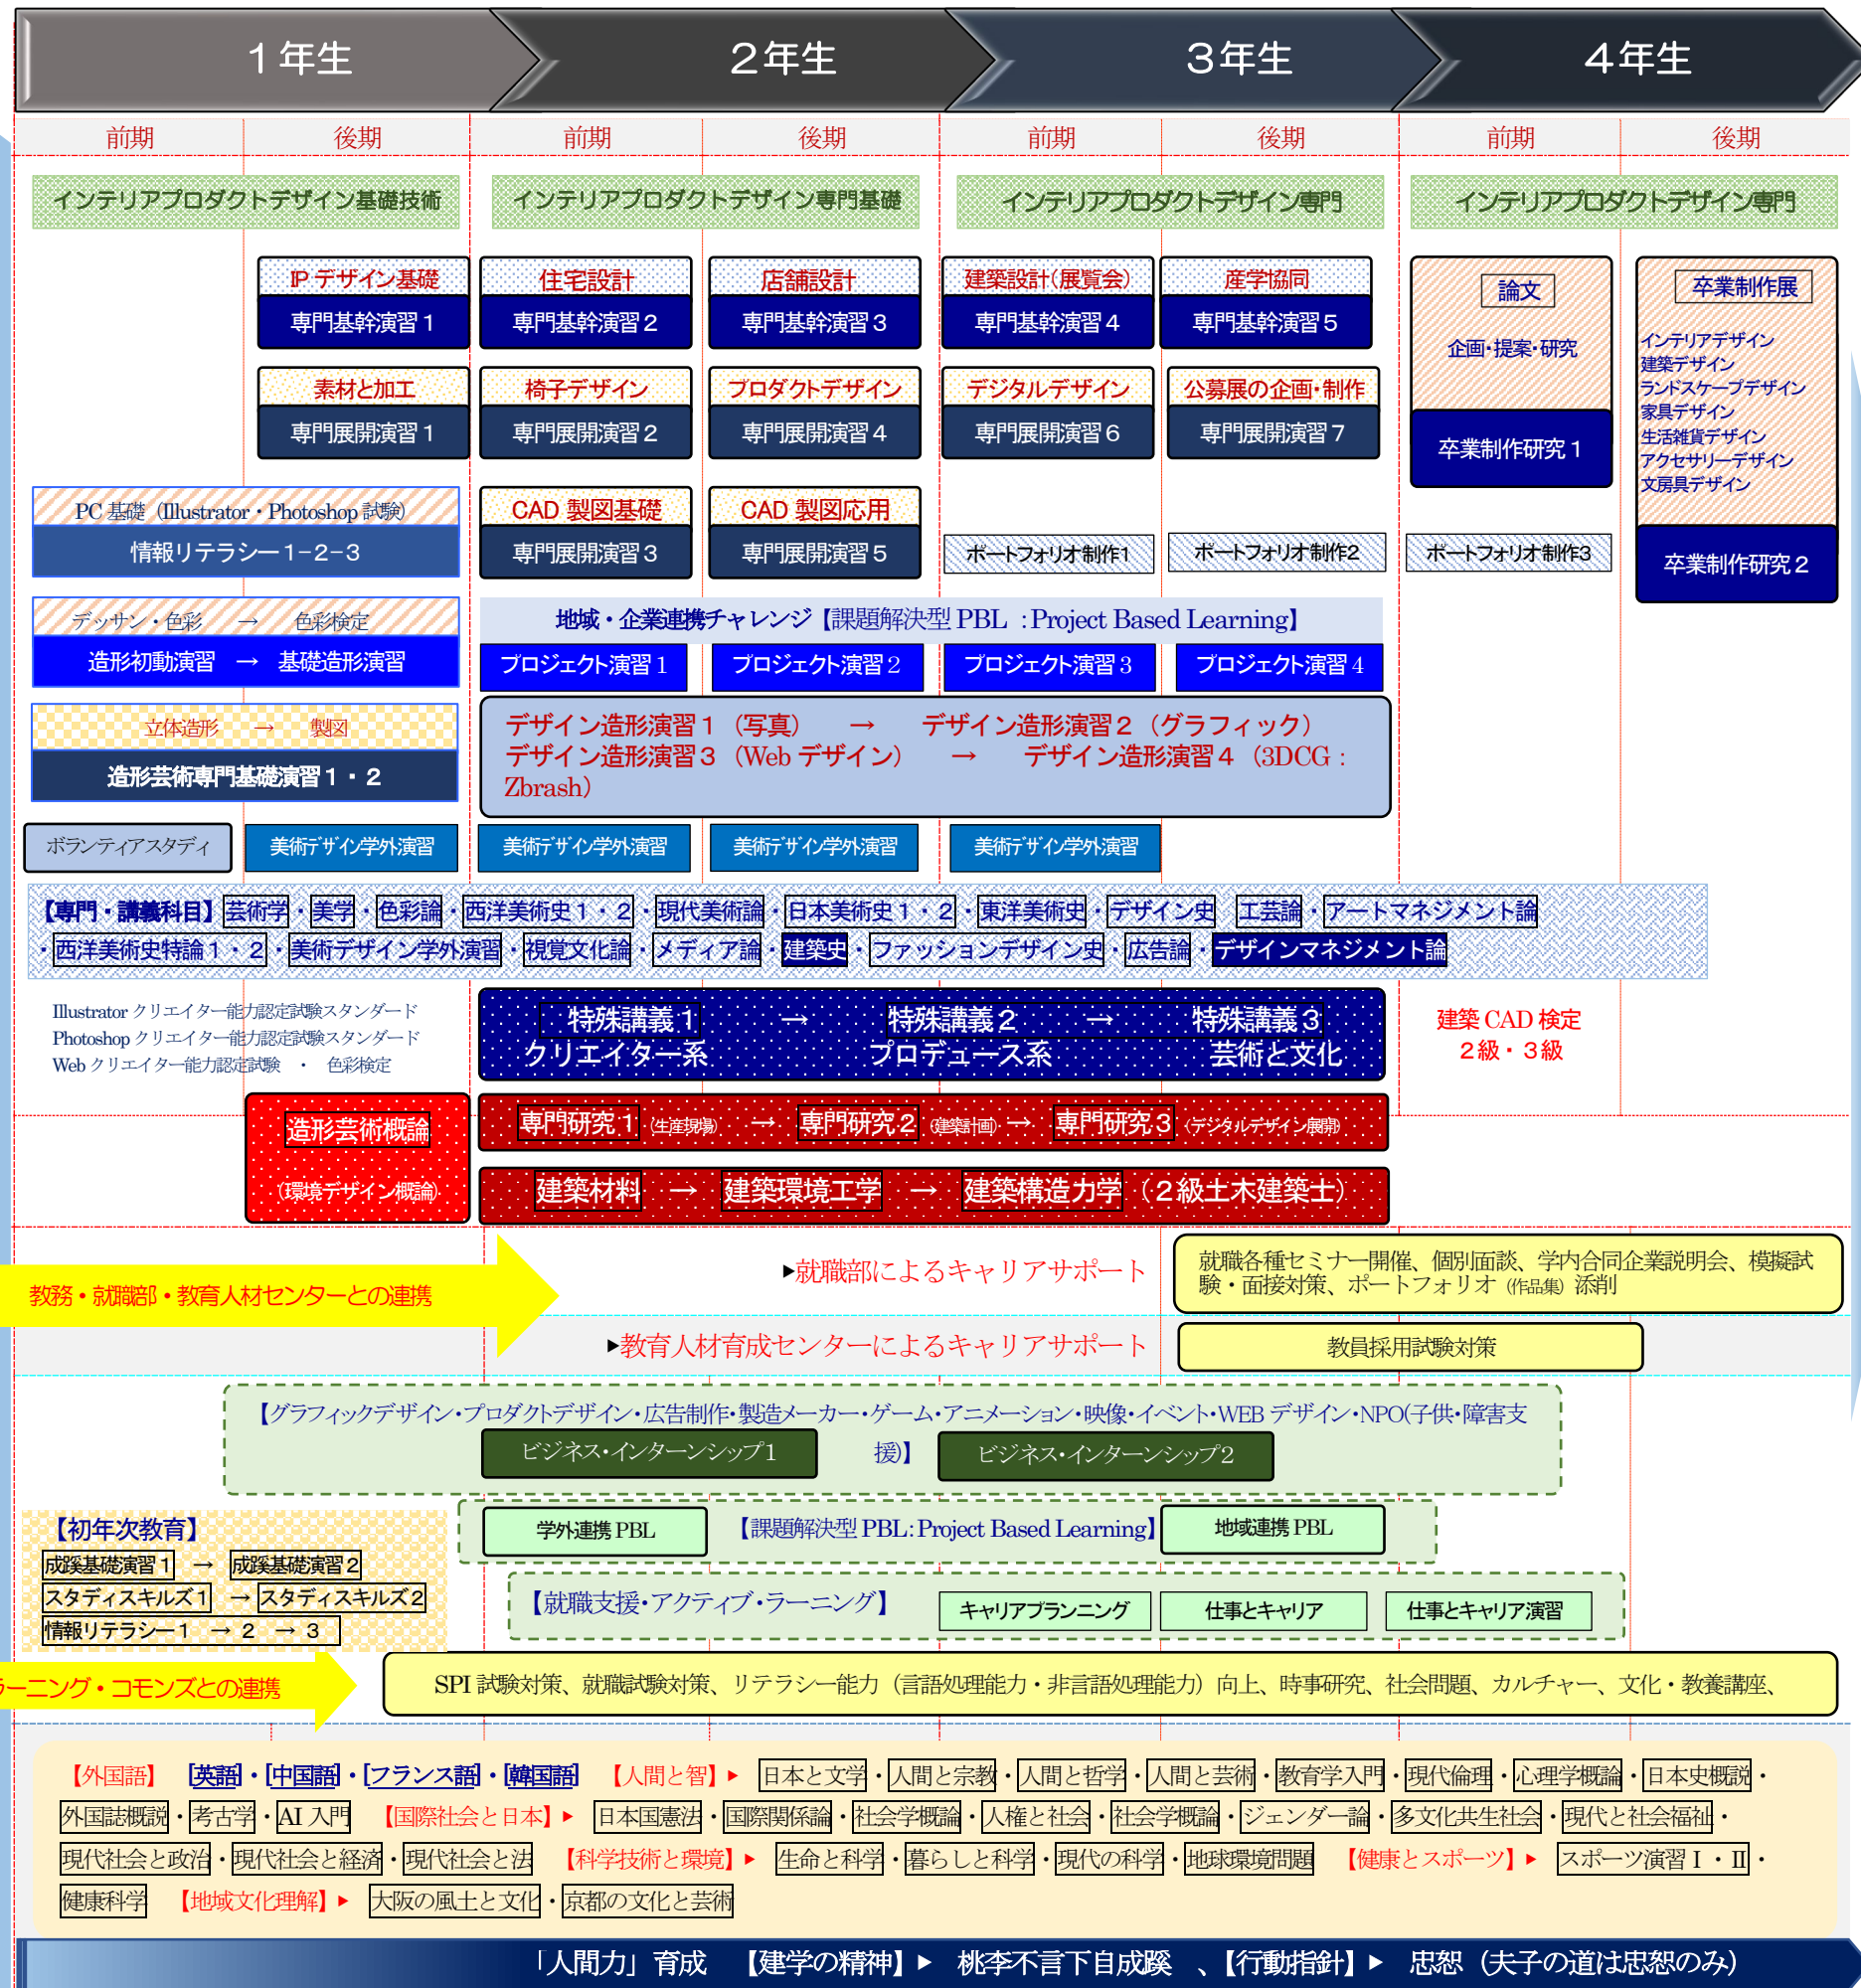 １年生
２年生
３年生
４年生
前期 後期 前期 後期 前期 後期 前期 後期
インテリアプロダクトデザイン基礎技術
インテリアプロダクトデザイン専門基礎
インテリアプロダクトデザイン専門
インテリアプロダクトデザイン専門
IP デザイン基礎
専門基幹演習１
住宅設計
専門基幹演習２
店舗設計
専門基幹演習３
建築設計（展覧会）
専門基幹演習４
産学協同
専門基幹演習５
論文
企画・提案・研究
卒業制作研究１
卒業制作展
インテリアデザイン
建築デザイン
ランドスケープデザイン
家具デザイン
生活雑貨デザイン
アクセサリーデザイン
文房具デザイン
卒業制作研究２
素材と加工
専門展開演習１
椅子デザイン
専門展開演習２
プロダクトデザイン
専門展開演習４
デジタルデザイン
専門展開演習６
公募展の企画・制作
専門展開演習７
PC 基礎（Illustrator・Photoshop 試験）
情報リテラシー１−２−３
CAD 製図基礎
専門展開演習３
CAD 製図応用
専門展開演習５
ポートフォリオ制作1
ポートフォリオ制作2
ポートフォリオ制作3
デッサン・色彩 → 色彩検定
造形初動演習 → 基礎造形演習
地域・企業連携チャレンジ【課題解決型 PBL ：Project Based Learning】
プロジェクト演習 1
プロジェクト演習 2
プロジェクト演習 3
プロジェクト演習 4
立体造形 → 製図
造形芸術専門基礎演習１・２
デザイン造形演習１（写真） → デザイン造形演習２（グラフィック）
デザイン造形演習３（Web デザイン） → デザイン造形演習４（3DCG：
Zbrash）
ボランティアスタディ
美術デザイン学外演習
美術デザイン学外演習
美術デザイン学外演習
美術デザイン学外演習
【専門・講義科目】芸術学・美学・色彩論・西洋美術史１・２・現代美術論・日本美術史１・２・東洋美術史・デザイン史 工芸論・アートマネジメント論
・西洋美術史特論１・２・美術デザイン学外演習・視覚文化論・メディア論・建築史・ファッションデザイン史・広告論・デザインマネジメント論
Illustrator クリエイター能力認定試験スタンダード
Photoshop クリエイター能力認定試験スタンダード
Web クリエイター能力認定試験 ・ 色彩検定
特殊講義１ → 特殊講義２ → 特殊講義３
クリエイター系 プロデュース系 芸術と文化
建築 CAD 検定
２級・３級
造形芸術概論
（環境デザイン概論）
専門研究１（生産現場） → 専門研究２（建築計画）→ 専門研究３（デジタルデザイン展開）
建築材料 → 建築環境工学 → 建築構造力学（２級土木建築士）
教務・就職部・教育人材センターとの連携
▶就職部によるキャリアサポート
就職各種セミナー開催、個別面談、学内合同企業説明会、模擬試
験・面接対策、ポートフォリオ（作品集）添削
▶教育人材育成センターによるキャリアサポート
教員採用試験対策
【グラフィックデザイン・プロダクトデザイン・広告制作・製造メーカー・ゲーム・アニメーション・映像・イベント・WEB デザイン・NPO(子供・障害支
援)】
ビジネス・インターンシップ１
ビジネス・インターンシップ２
学外連携 PBL
【課題解決型 PBL：Project Based Learning】
地域連携 PBL
【初年次教育】
成蹊基礎演習１ → 成蹊基礎演習２
スタディスキルズ１ → スタディスキルズ２
情報リテラシー１ → ２ → ３
【就職支援・アクティブ・ラーニング】
キャリアプランニング
仕事とキャリア
仕事とキャリア演習
ラーニング・コモンズとの連携
SPI 試験対策、就職試験対策、リテラシー能力（言語処理能力・非言語処理能力）向上、時事研究、社会問題、カルチャー、文化・教養講座、
【外国語】 [英語]・[中国語]・[フランス語]・[韓国語] 【人間と智】▶ 日本と文学・人間と宗教・人間と哲学・人間と芸術・教育学入門・現代倫理・心理学概論・日本史概説・
外国誌概説・考古学・AI 入門 【国際社会と日本】▶ 日本国憲法・国際関係論・社会学概論・人権と社会・社会学概論・ジェンダー論・多文化共生社会・現代と社会福祉・
現代社会と政治・現代社会と経済・現代社会と法 【科学技術と環境】▶ 生命と科学・暮らしと科学・現代の科学・地球環境問題 【健康とスポーツ】▶ スポーツ演習Ⅰ・Ⅱ・
健康科学 【地域文化理解】▶ 大阪の風土と文化・京都の文化と芸術
「人間力」育成 【建学の精神】▶ 桃李不言下自成蹊 、【行動指針】▶ 忠恕（夫子の道は忠恕のみ）